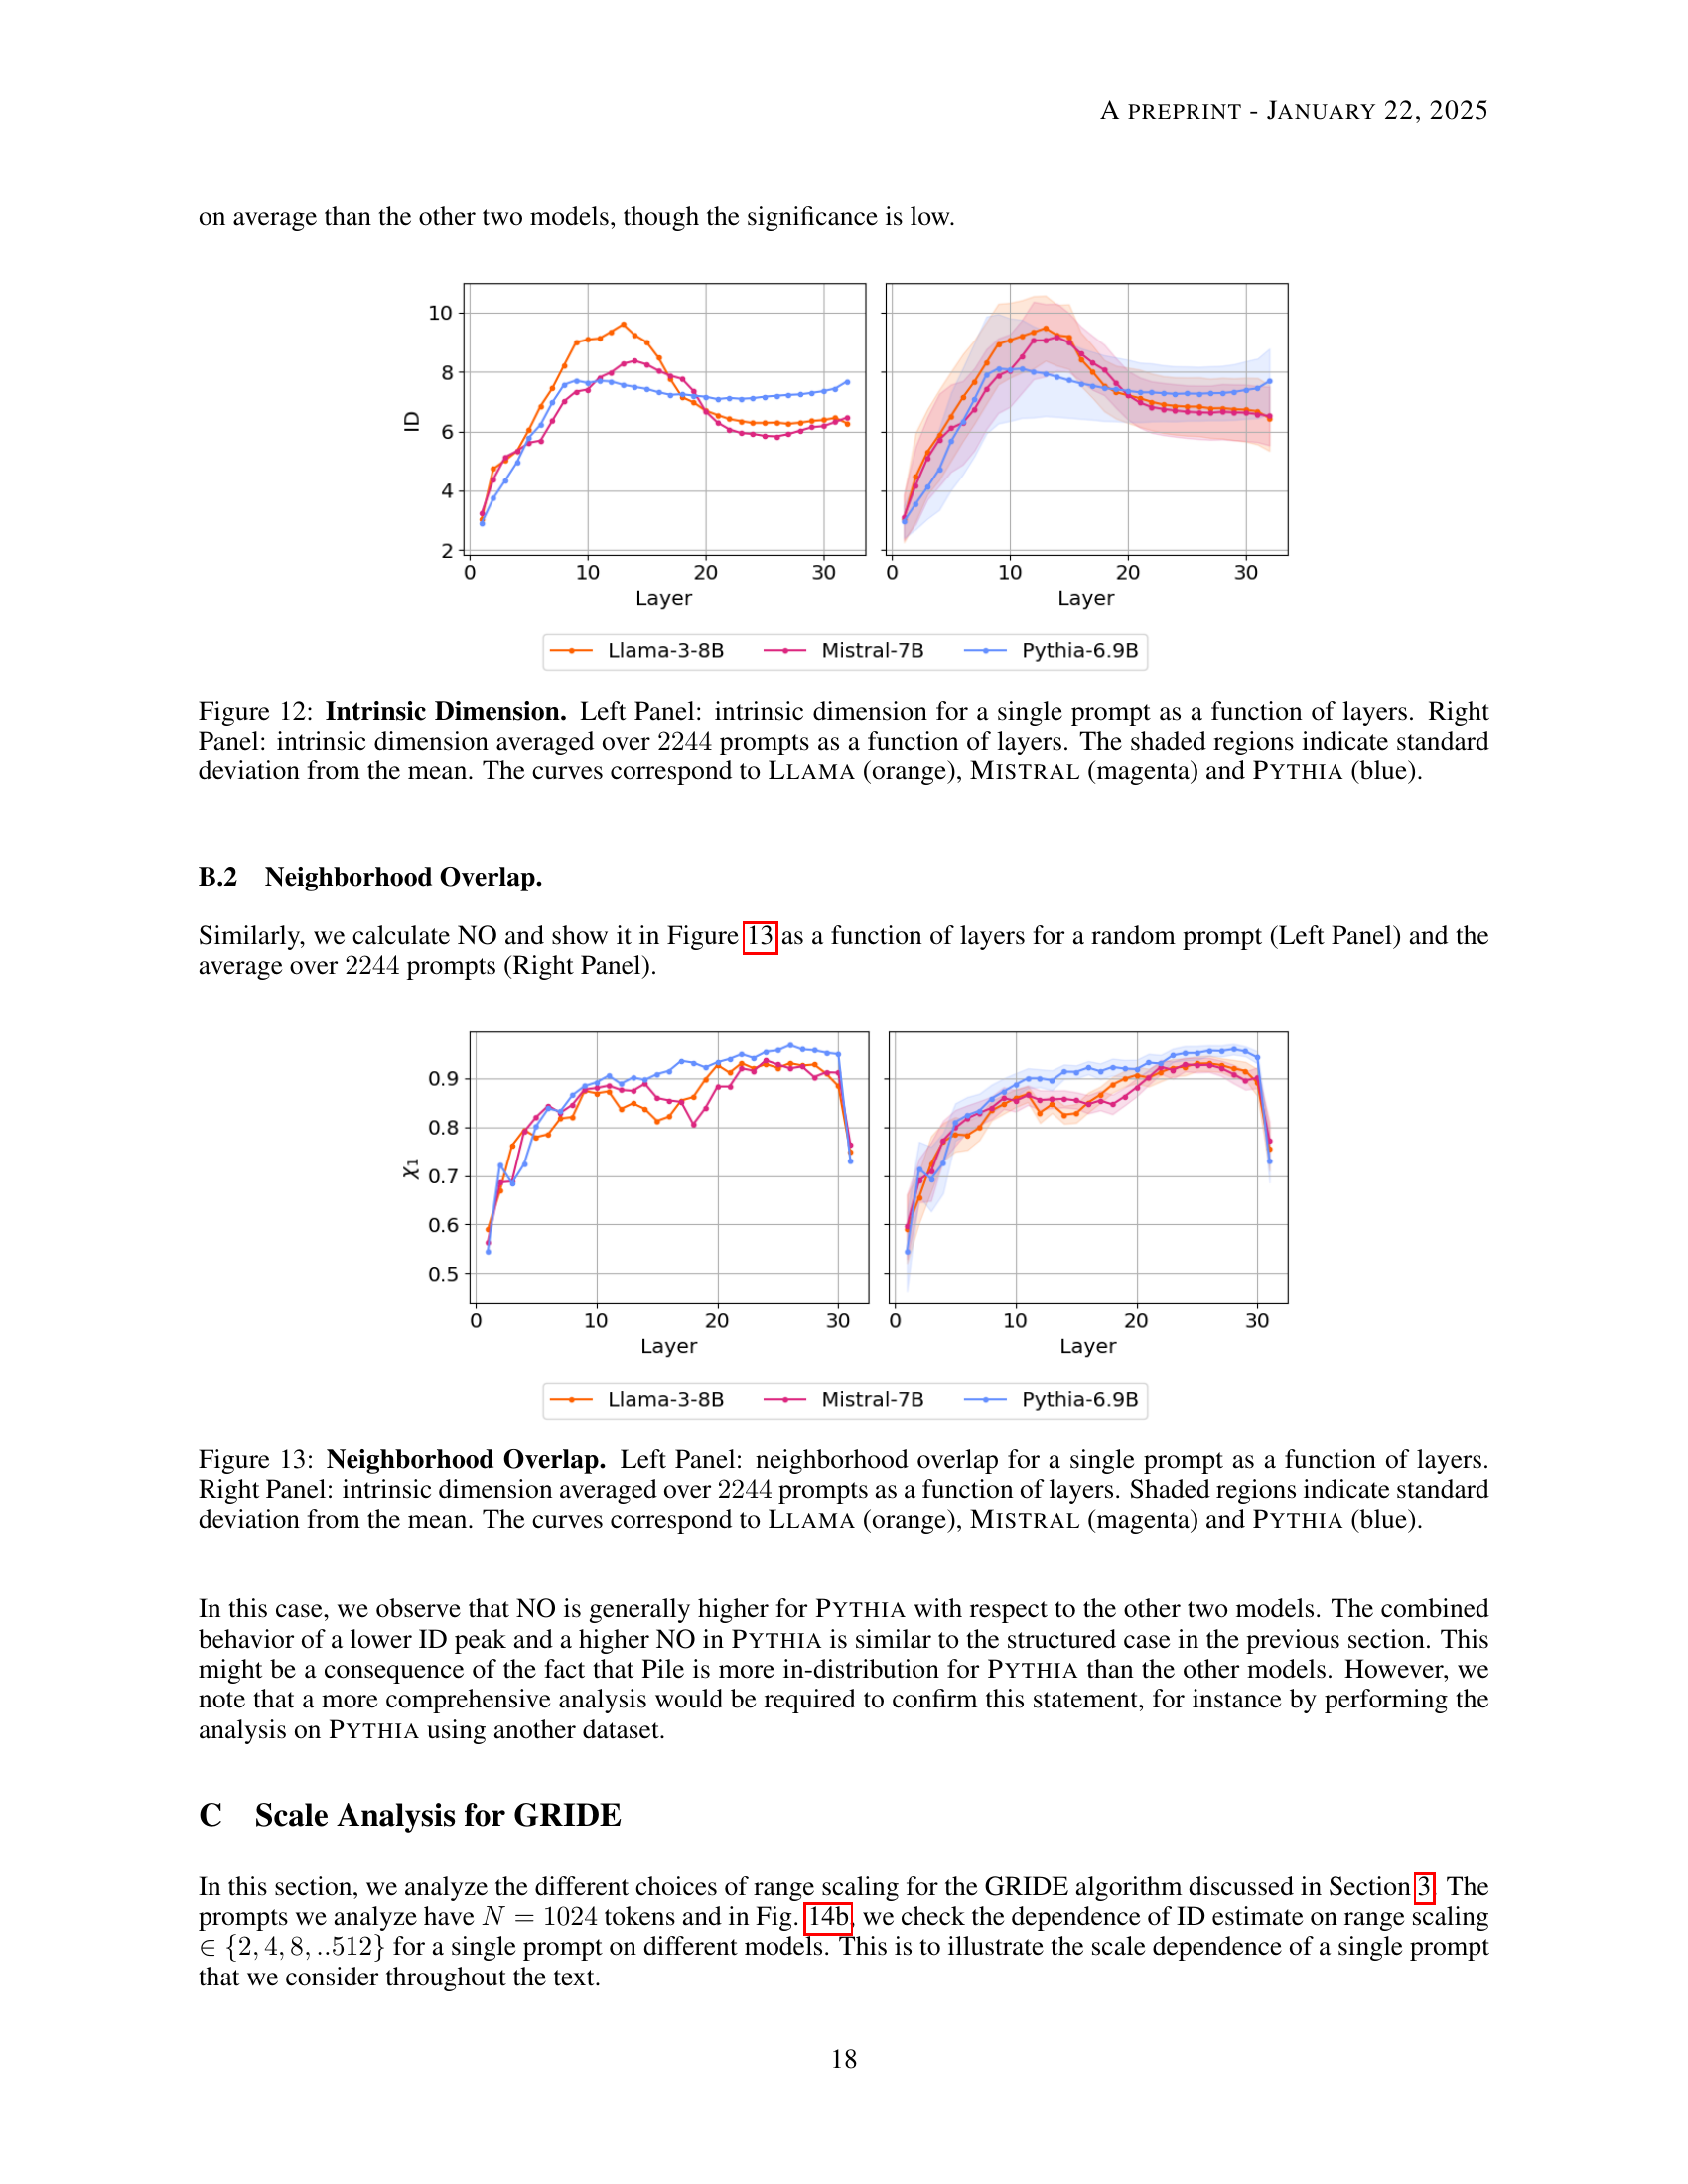 A PREPRINT - JANUARY 22, 2025
on average than the other two models, though the significance is low.
10
8
6
4
2
ID
0 10 20 30
Layer
0 10 20 30
Layer
Llama-3-8B Mistral-7B Pythia-6.9B
Figure 12: Intrinsic Dimension. Left Panel: intrinsic dimension for a single prompt as a function of layers. Right
Panel: intrinsic dimension averaged over 2244 prompts as a function of layers. The shaded regions indicate standard
deviation from the mean. The curves correspond to LLAMA (orange), MISTRAL (magenta) and PYTHIA (blue).
B.2 Neighborhood Overlap.
Similarly, we calculate NO and show it in Figure 13 as a function of layers for a random prompt (Left Panel) and the
average over 2244 prompts (Right Panel).
0.9
0.8
0.7
0.6
0.5
χ₁
0 10 20 30
Layer
0 10 20 30
Layer
Llama-3-8B Mistral-7B Pythia-6.9B
Figure 13: Neighborhood Overlap. Left Panel: neighborhood overlap for a single prompt as a function of layers.
Right Panel: intrinsic dimension averaged over 2244 prompts as a function of layers. Shaded regions indicate standard
deviation from the mean. The curves correspond to LLAMA (orange), MISTRAL (magenta) and PYTHIA (blue).
In this case, we observe that NO is generally higher for PYTHIA with respect to the other two models. The combined
behavior of a lower ID peak and a higher NO in PYTHIA is similar to the structured case in the previous section. This
might be a consequence of the fact that Pile is more in-distribution for PYTHIA than the other models. However, we
note that a more comprehensive analysis would be required to confirm this statement, for instance by performing the
analysis on PYTHIA using another dataset.
C Scale Analysis for GRIDE
In this section, we analyze the different choices of range scaling for the GRIDE algorithm discussed in Section 3. The
prompts we analyze have N = 1024 tokens and in Fig. 14b, we check the dependence of ID estimate on range scaling
∈ {2, 4, 8, ..512} for a single prompt on different models. This is to illustrate the scale dependence of a single prompt
that we consider throughout the text.
18